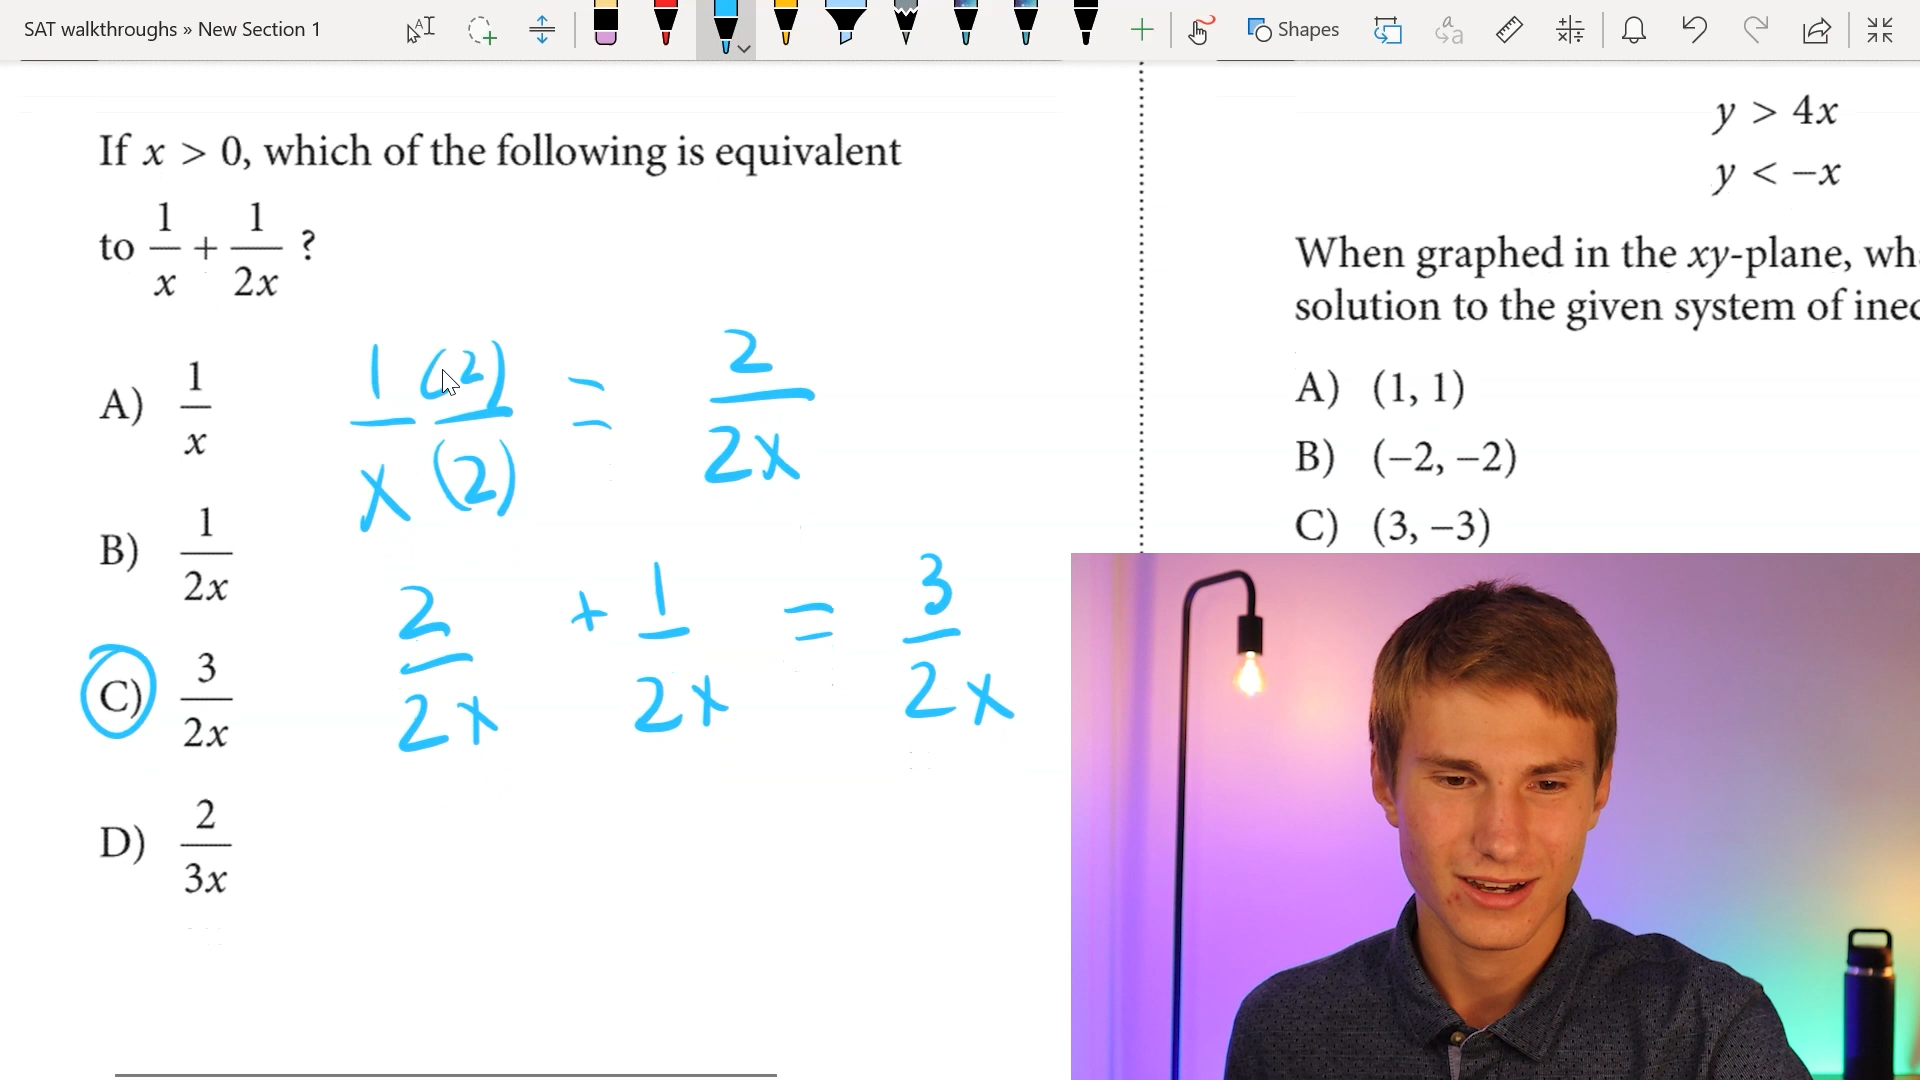 SAT walkthroughs » New Section 1
Shapes
If x > 0, which of the following is equivalent
to 1/x + 1/2x ?
A) 1/x
B) 1/2x
C) 3/2x
D) 2/3x
1/x (2)/(2) = 2/2x
2/2x + 1/2x = 3/2x
y > 4x
y < −x
When graphed in the xy-plane,
solution to the given system of
A) (1, 1)
B) (−2, −2)
C) (3, −3)